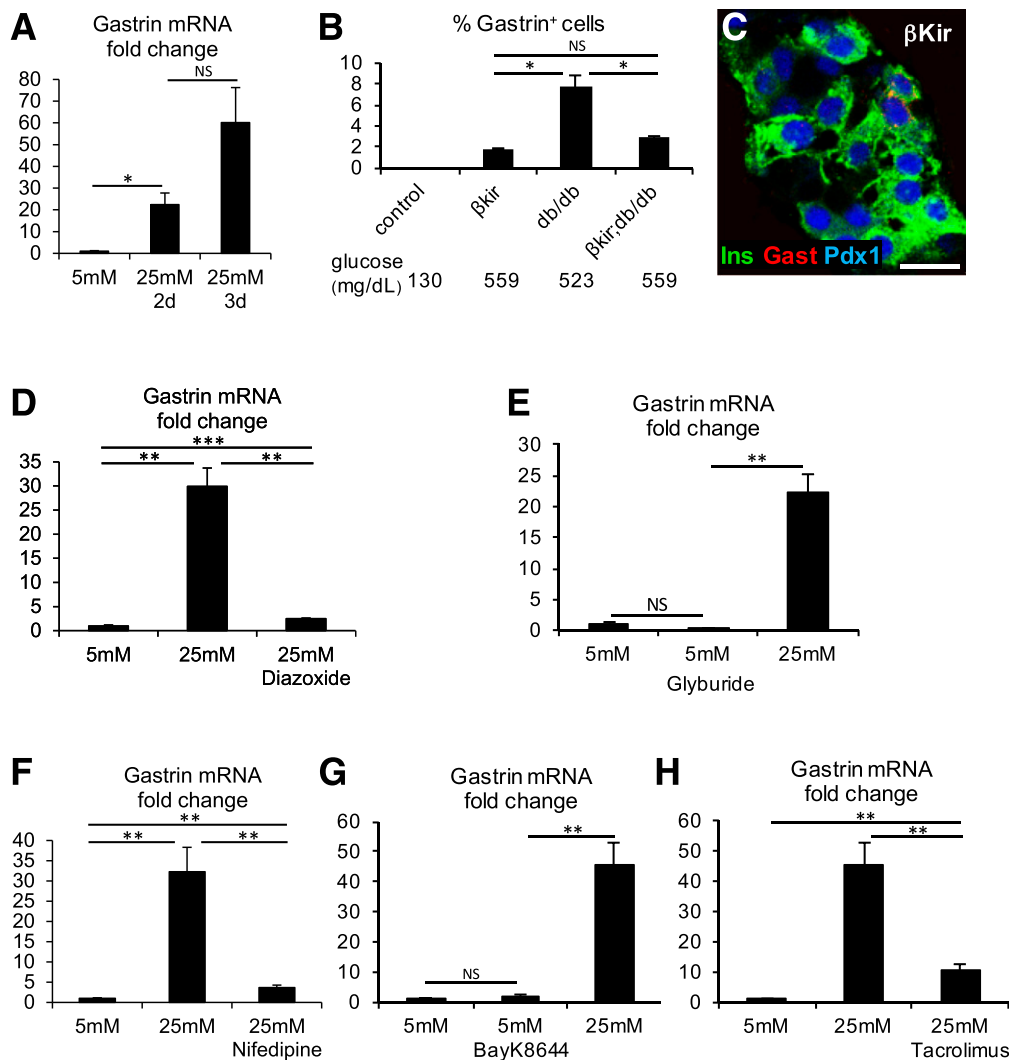 A
Gastrin mRNA
fold change
NS
*
80
70
60
50
40
30
20
10
0
5mM 25mM 25mM
2d 3d
B
% Gastrin⁺ cells
NS
* *
10
8
6
4
2
0
control βkir db/db βkir;db/db
glucose
(mg/dL) 130 559 523 559
C
βKir
Ins Gast Pdx1
D
Gastrin mRNA
fold change
***
** **
35
30
25
20
15
10
5
0
5mM 25mM 25mM
Diazoxide
E
Gastrin mRNA
fold change
**
NS
30
25
20
15
10
5
0
5mM 5mM 25mM
Glyburide
F
Gastrin mRNA
fold change
**
** **
40
35
30
25
20
15
10
5
0
5mM 25mM 25mM
Nifedipine
G
Gastrin mRNA
fold change
**
NS
60
50
40
30
20
10
0
5mM 5mM 25mM
BayK8644
H
Gastrin mRNA
fold change
**
**
60
50
40
30
20
10
0
5mM 25mM 25mM
Tacrolimus